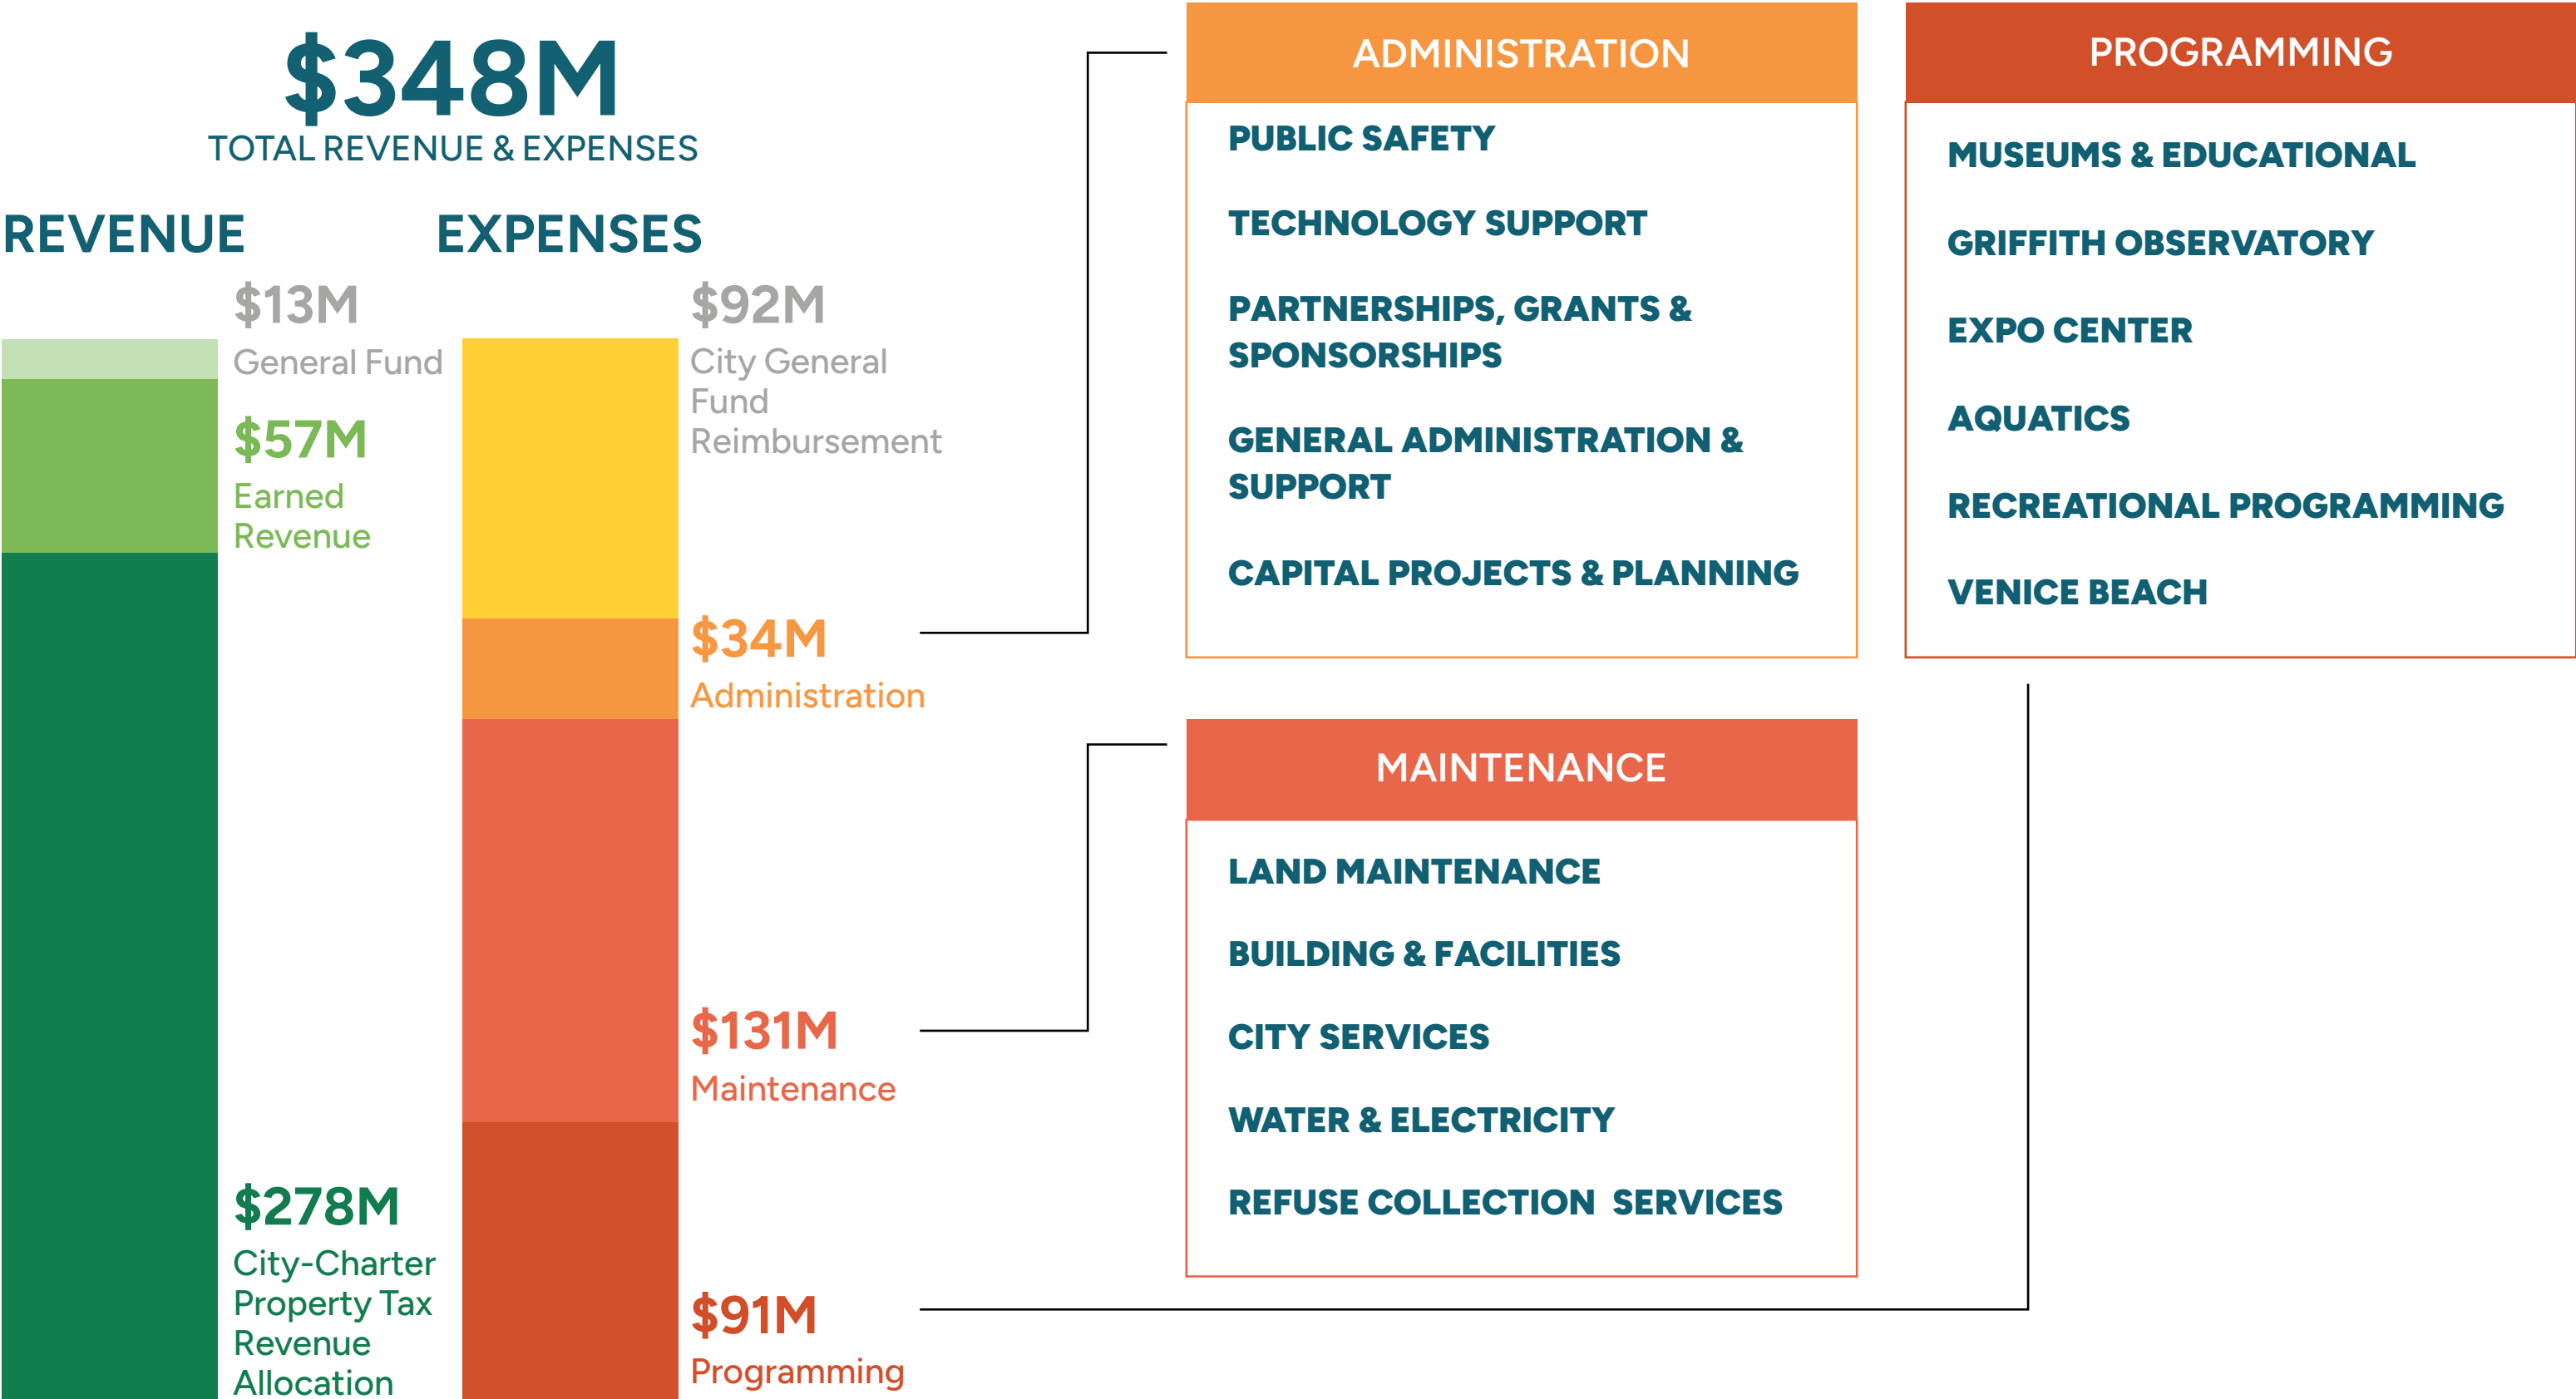 $348M
TOTAL REVENUE & EXPENSES
REVENUE
$13M
General Fund
$57M
Earned
Revenue
$278M
City-Charter
Property Tax
Revenue
Allocation
EXPENSES
$92M
City General
Fund
Reimbursement
$34M
Administration
$131M
Maintenance
$91M
Programming
ADMINISTRATION
PUBLIC SAFETY
TECHNOLOGY SUPPORT
PARTNERSHIPS, GRANTS &
SPONSORSHIPS
GENERAL ADMINISTRATION &
SUPPORT
CAPITAL PROJECTS & PLANNING
MAINTENANCE
LAND MAINTENANCE
BUILDING & FACILITIES
CITY SERVICES
WATER & ELECTRICITY
REFUSE COLLECTION  SERVICES
PROGRAMMING
MUSEUMS & EDUCATIONAL
GRIFFITH OBSERVATORY
EXPO CENTER
AQUATICS
RECREATIONAL PROGRAMMING
VENICE BEACH